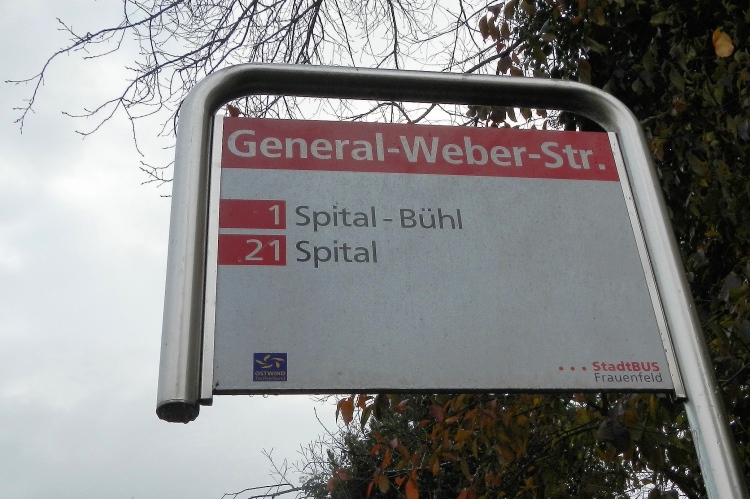 General-Weber-Str.
1 Spital - Bühl
21 Spital
OSTWIND
StadtBUS
Frauenfeld